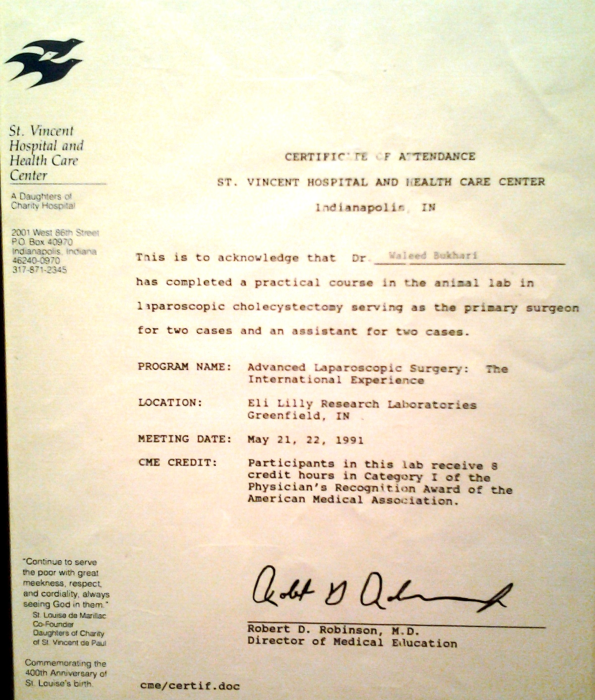 St. Vincent
Hospital and
Health Care
Center
A Daughters of
Charity Hospital
2001 West 86th Street
P.O. Box 40970
Indianapolis, Indiana
46240-0970
317-871-2345
CERTIFICATE OF ATTENDANCE
ST. VINCENT HOSPITAL AND HEALTH CARE CENTER
Indianapolis, IN
This is to acknowledge that Dr. Waleed Bukhari
has completed a practical course in the animal lab in
laparoscopic cholecystectomy serving as the primary surgeon
for two cases and an assistant for two cases.
PROGRAM NAME: Advanced Laparoscopic Surgery: The
International Experience
LOCATION: Eli Lilly Research Laboratories
Greenfield, IN
MEETING DATE: May 21, 22, 1991
CME CREDIT: Participants in this lab receive 8
credit hours in Category I of the
Physician's Recognition Award of the
American Medical Association.
Robert D. Robinson, M.D.
Director of Medical Education
"Continue to serve
the poor with great
meekness, respect,
and cordiality, always
seeing God in them."
St. Louise de Marillac
Co-Founder
Daughters of Charity
of St. Vincent de Paul
Commemorating the
400th Anniversary of
St. Louise's birth.
cme/certif.doc